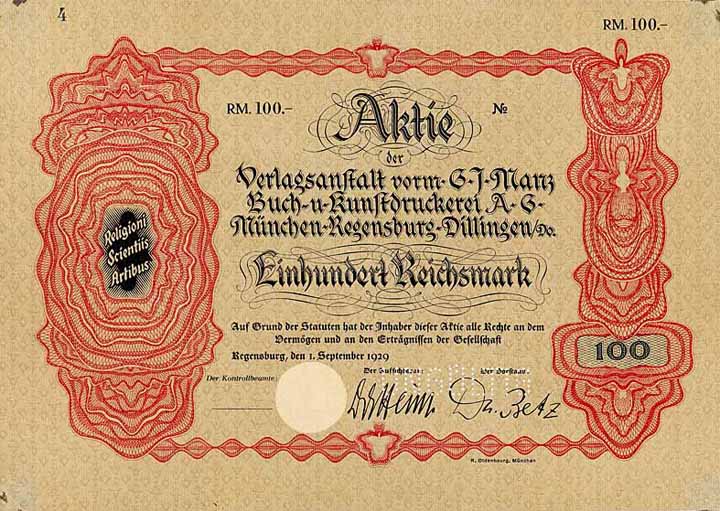 4
RM. 100.-
RM. 100.-
Aktie
№
der
Verlagsanstalt vorm. G. J. Manz
Buch- u. Kunstdruckerei A. G.
München-Regensburg-Dillingen/Do.
Religioni
Scientiis
Artibus
Einhundert Reichsmark
Auf Grund der Statuten hat der Inhaber dieser Aktie alle Rechte an dem
Vermögen und an den Erträgnissen der Gesellschaft
Regensburg, den 1. September 1929
100
Der Aufsichtsrat: Der Vorstand:
Der Kontrollbeamte:
Dr. Betz
R. Oldenbourg, München